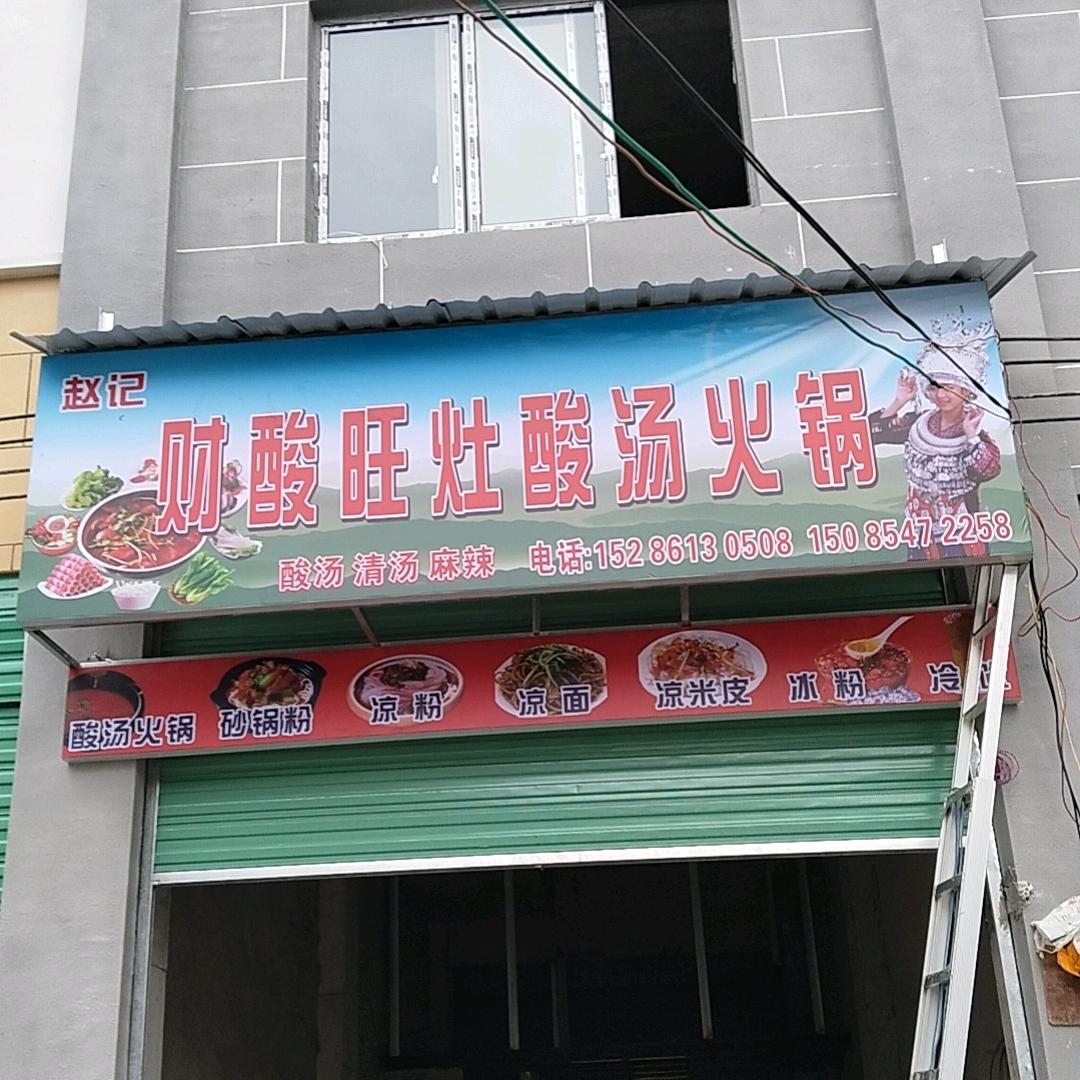 赵记
财酸旺灶酸汤火锅
酸汤 清汤 麻辣 电话:152 8613 0508 150 8547 2258
酸汤火锅 砂锅粉 凉粉 凉面 凉米皮 冰粉 冷